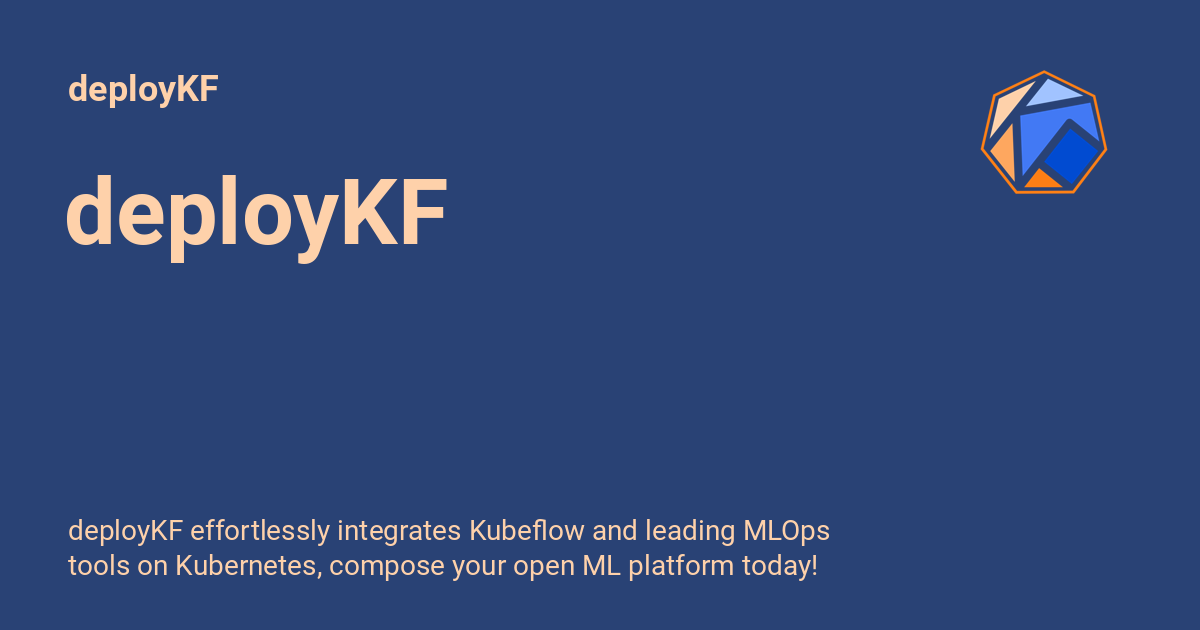 deployKF
deployKF
deployKF effortlessly integrates Kubeflow and leading MLOps
tools on Kubernetes, compose your open ML platform today!